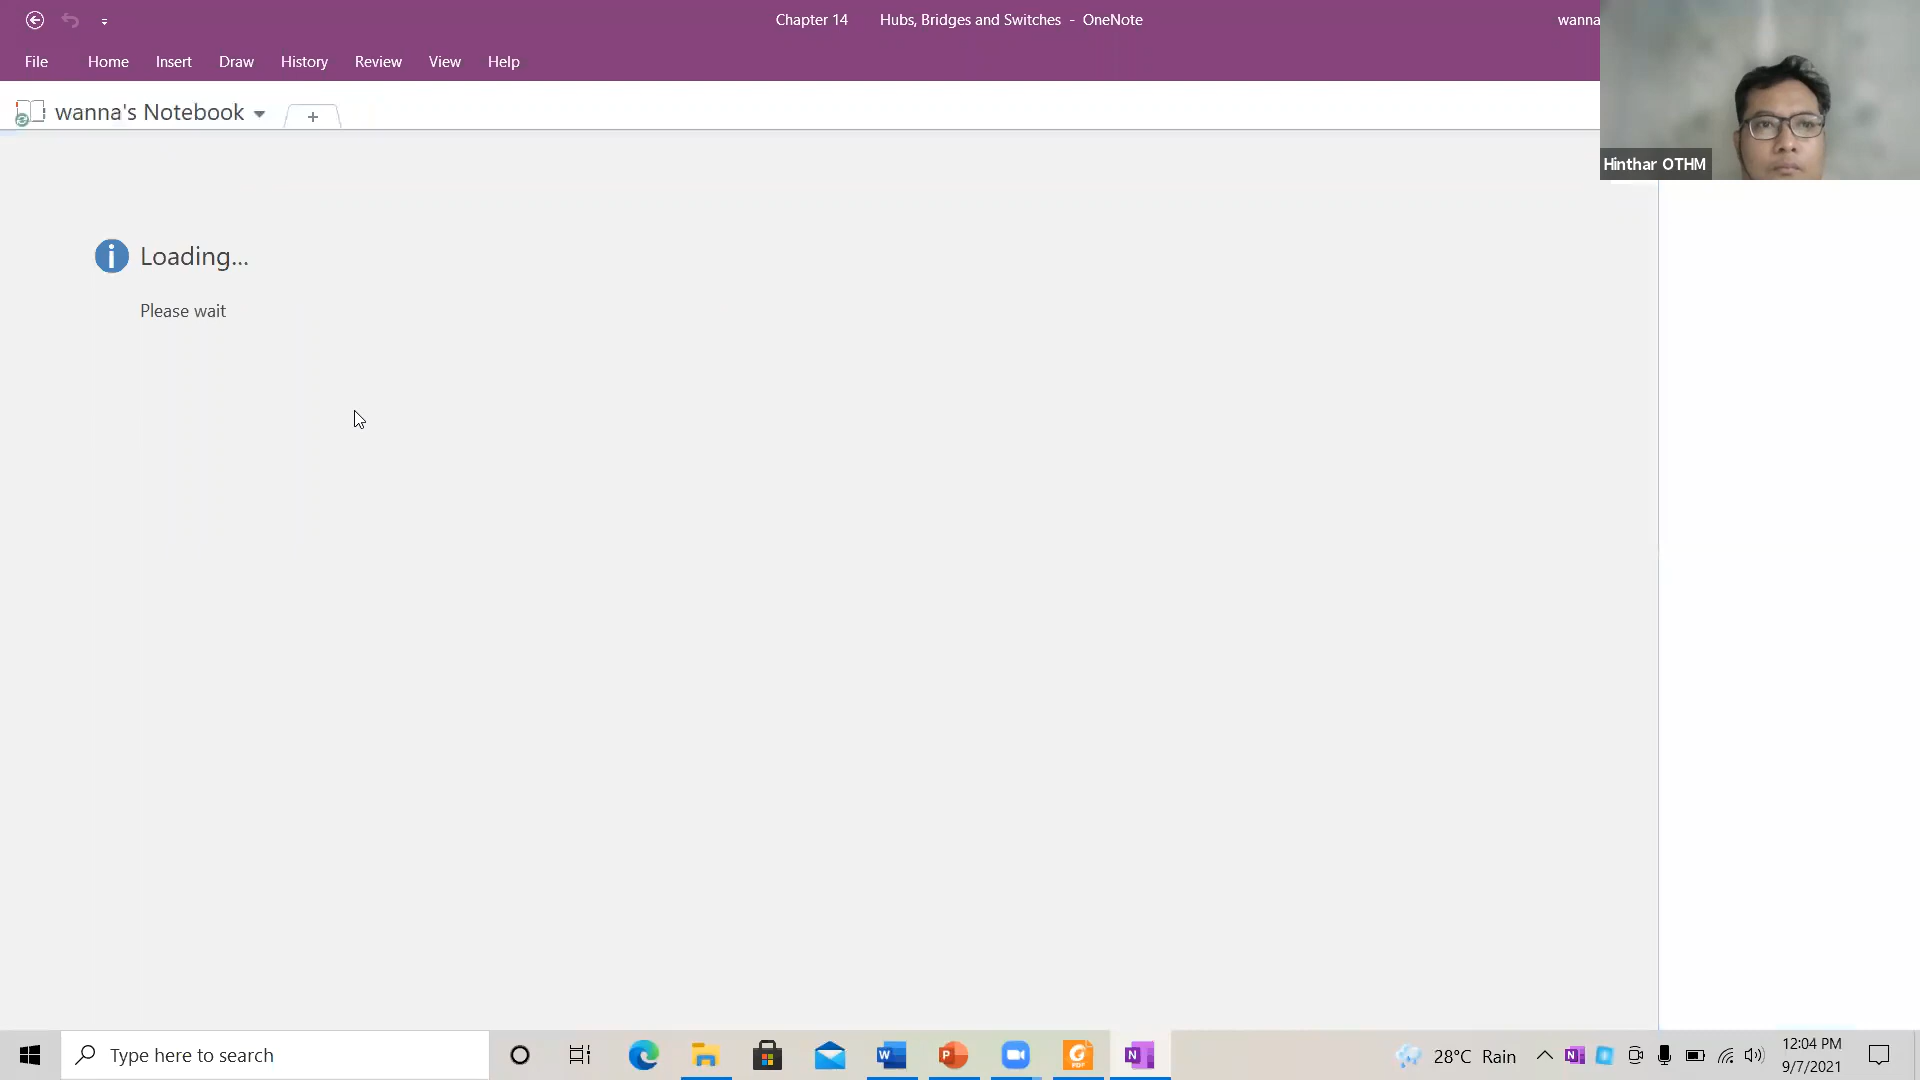 Chapter 14 Hubs, Bridges and Switches - OneNote
wanna
File Home Insert Draw History Review View Help
wanna's Notebook
Hinthar OTHM
Loading...
Please wait
Type here to search
28°C Rain
12:04 PM
9/7/2021